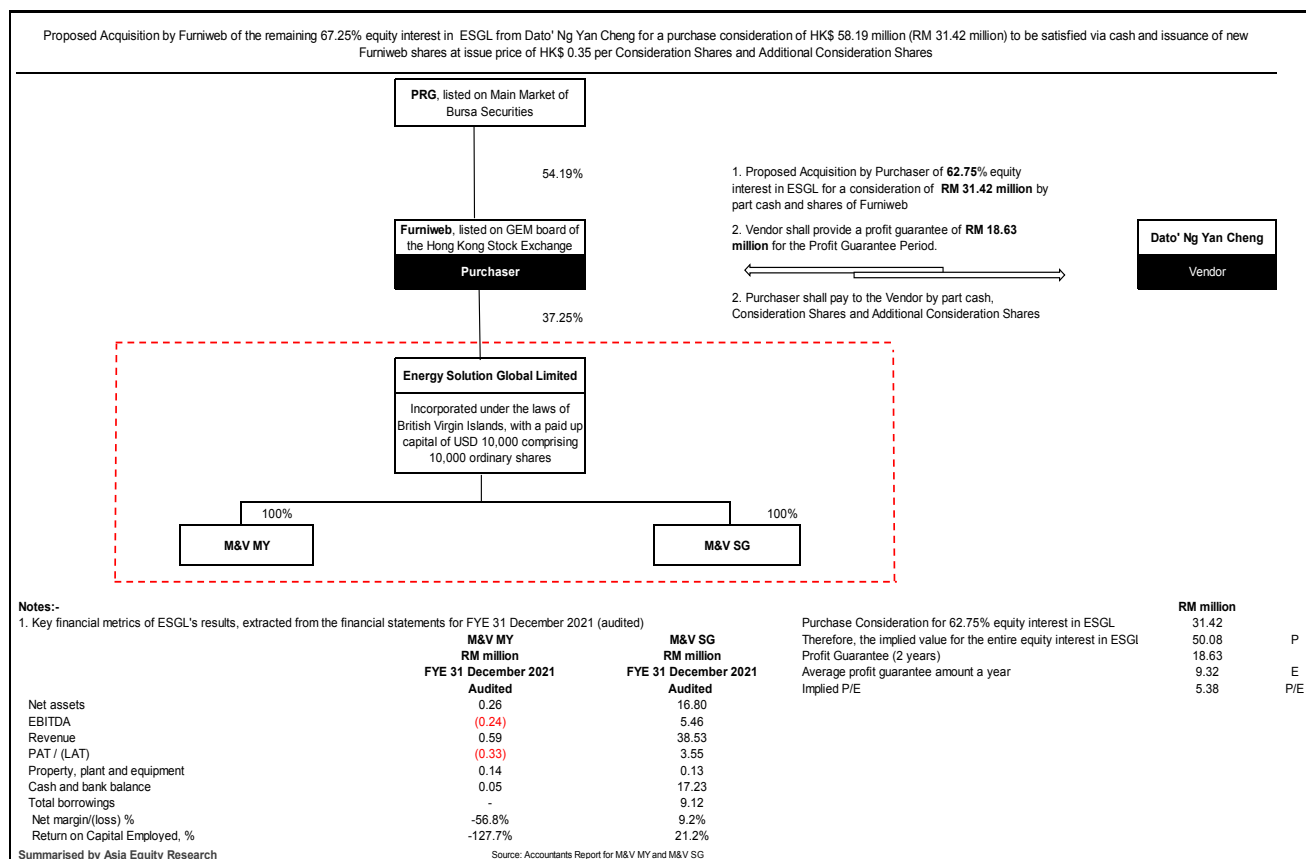 Proposed Acquisition by Furniweb of the remaining 67.25% equity interest in ESGL from Dato' Ng Yan Cheng for a purchase consideration of HK$ 58.19 million (RM 31.42 million) to be satisfied via cash and issuance of new
Furniweb shares at issue price of HK$ 0.35 per Consideration Shares and Additional Consideration Shares
PRG, listed on Main Market of
Bursa Securities
54.19%
1. Proposed Acquisition by Purchaser of 62.75% equity
interest in ESGL for a consideration of RM 31.42 million by
part cash and shares of Furniweb
Furniweb, listed on GEM board of
the Hong Kong Stock Exchange
Purchaser
2. Vendor shall provide a profit guarantee of RM 18.63
million for the Profit Guarantee Period.
Dato' Ng Yan Cheng
Vendor
2. Purchaser shall pay to the Vendor by part cash,
Consideration Shares and Additional Consideration Shares
37.25%
Energy Solution Global Limited
Incorporated under the laws of
British Virgin Islands, with a paid up
capital of USD 10,000 comprising
10,000 ordinary shares
100% 100%
M&V MY M&V SG
Notes:-
1. Key financial metrics of ESGL's results, extracted from the financial statements for FYE 31 December 2021 (audited)
M&V MY M&V SG
RM million RM million
FYE 31 December 2021 FYE 31 December 2021
Audited Audited
Net assets 0.26 16.80
EBITDA (0.24) 5.46
Revenue 0.59 38.53
PAT / (LAT) (0.33) 3.55
Property, plant and equipment 0.14 0.13
Cash and bank balance 0.05 17.23
Total borrowings - 9.12
Net margin/(loss) % -56.8% 9.2%
Return on Capital Employed, % -127.7% 21.2%
RM million
Purchase Consideration for 62.75% equity interest in ESGL 31.42
Therefore, the implied value for the entire equity interest in ESGL 50.08 P
Profit Guarantee (2 years) 18.63
Average profit guarantee amount a year 9.32 E
Implied P/E 5.38 P/E
Summarised by Asia Equity Research Source: Accountants Report for M&V MY and M&V SG